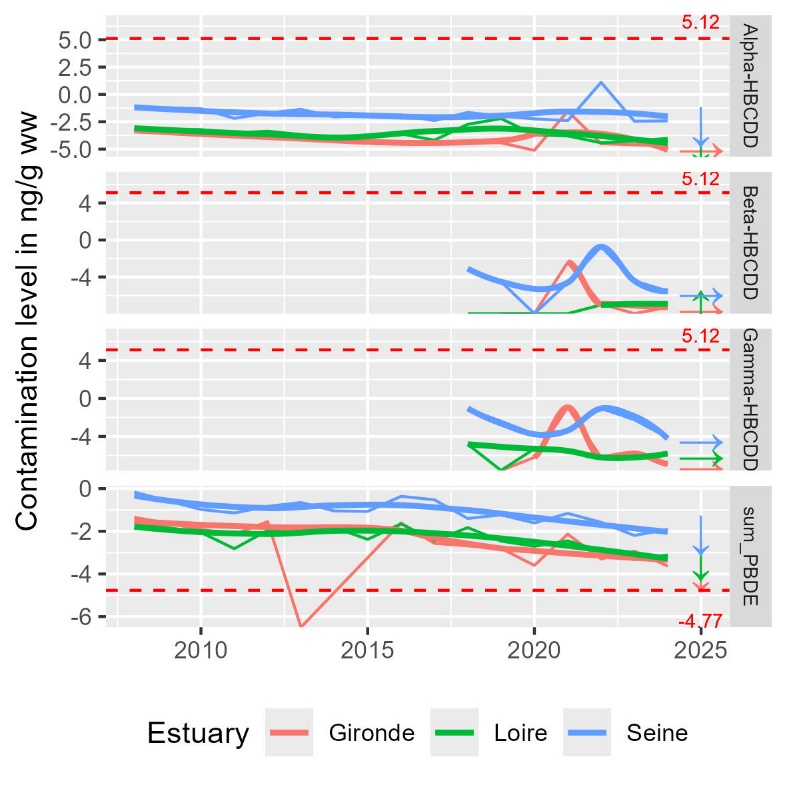 Contamination level in ng/g ww
5.12
5.0
2.5
0.0
-2.5
-5.0
Alpha-HBCDD
5.12
4
0
-4
Beta-HBCDD
5.12
4
0
-4
Gamma-HBCDD
0
-2
-4
-6
-4.77
sum_PBDE
2010 2015 2020 2025
Estuary Gironde Loire Seine